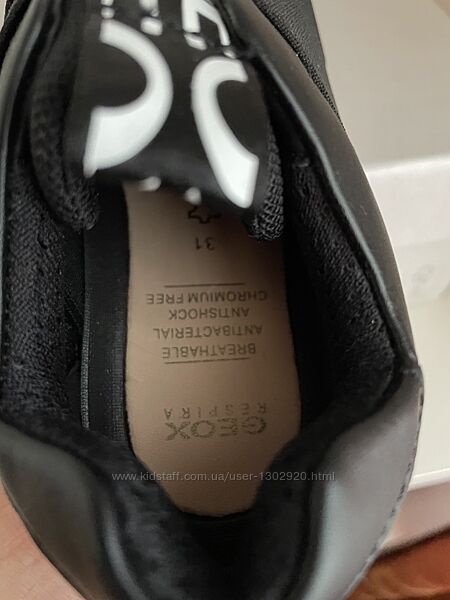 GEOX
RESPIRA
BREATHABLE
ANTIBACTERIAL
ANTISHOCK
CHROMIUM FREE
31
www.kidstaff.com.ua/user-1302920.html